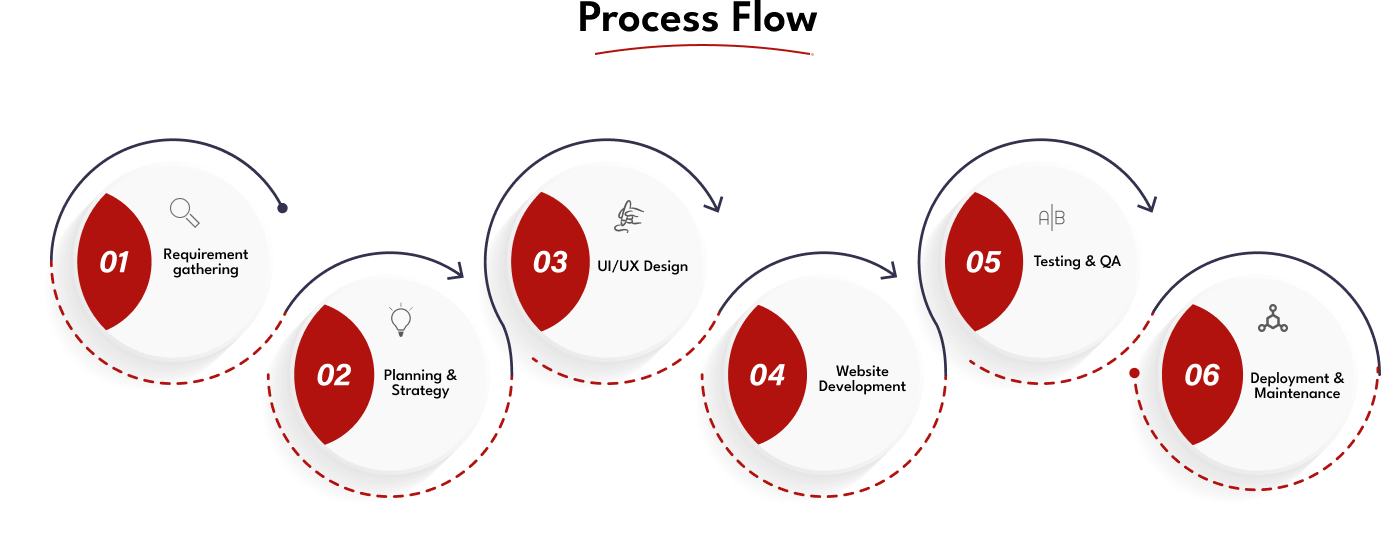 Process Flow
01
Requirement
gathering
02
Planning &
Strategy
03
UI/UX Design
04
Website
Development
05
A|B
Testing & QA
06
Deployment &
Maintenance